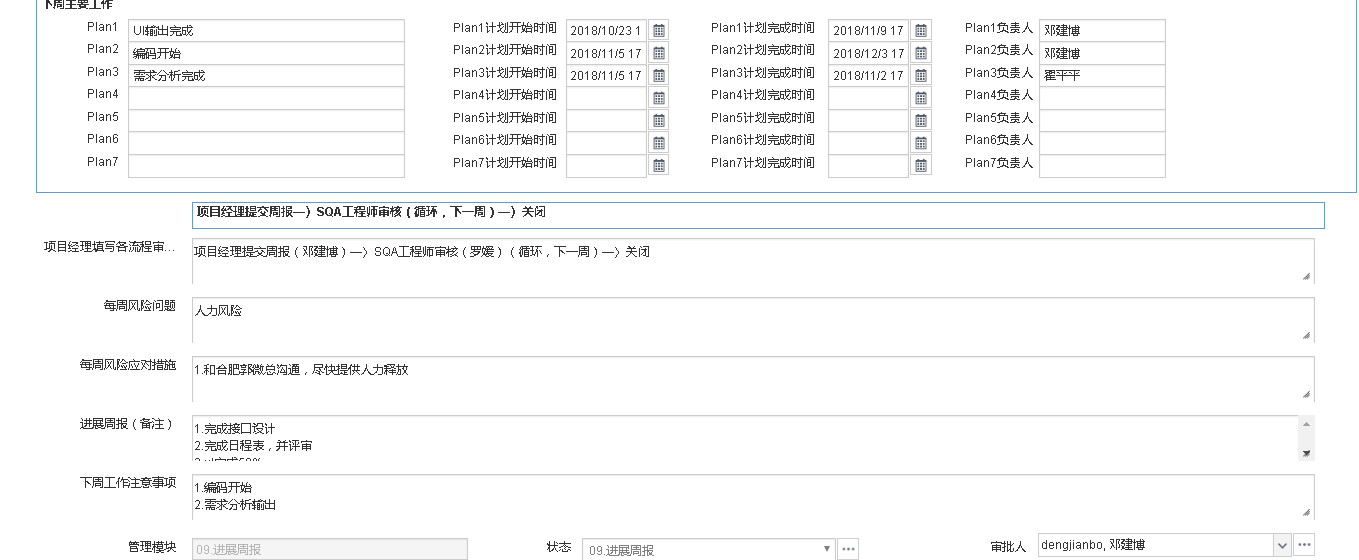 下周主要工作
Plan1 UI输出完成 Plan1计划开始时间 2018/10/23 1 Plan1计划完成时间 2018/11/9 17 Plan1负责人 邓建博
Plan2 编码开始 Plan2计划开始时间 2018/11/5 17 Plan2计划完成时间 2018/12/3 17 Plan2负责人 邓建博
Plan3 需求分析完成 Plan3计划开始时间 2018/11/5 17 Plan3计划完成时间 2018/11/2 17 Plan3负责人 霍平平
Plan4 Plan4计划开始时间 Plan4计划完成时间 Plan4负责人
Plan5 Plan5计划开始时间 Plan5计划完成时间 Plan5负责人
Plan6 Plan6计划开始时间 Plan6计划完成时间 Plan6负责人
Plan7 Plan7计划开始时间 Plan7计划完成时间 Plan7负责人
项目经理提交周报—〉SQA工程师审核（循环，下一周）—〉关闭
项目经理填写各流程审... 项目经理提交周报（邓建博）—〉SQA工程师审核（罗媛）（循环，下一周）—〉关闭
每周风险问题 人力风险
每周风险应对措施 1.和合肥郭微总沟通，尽快提供人力释放
进展周报（备注） 1.完成接口设计
2.完成日程表，并评审
下周工作注意事项 1.编码开始
2.需求分析输出
管理模块 09.进展周报 状态 09.进展周报 审批人 dengjianbo, 邓建博